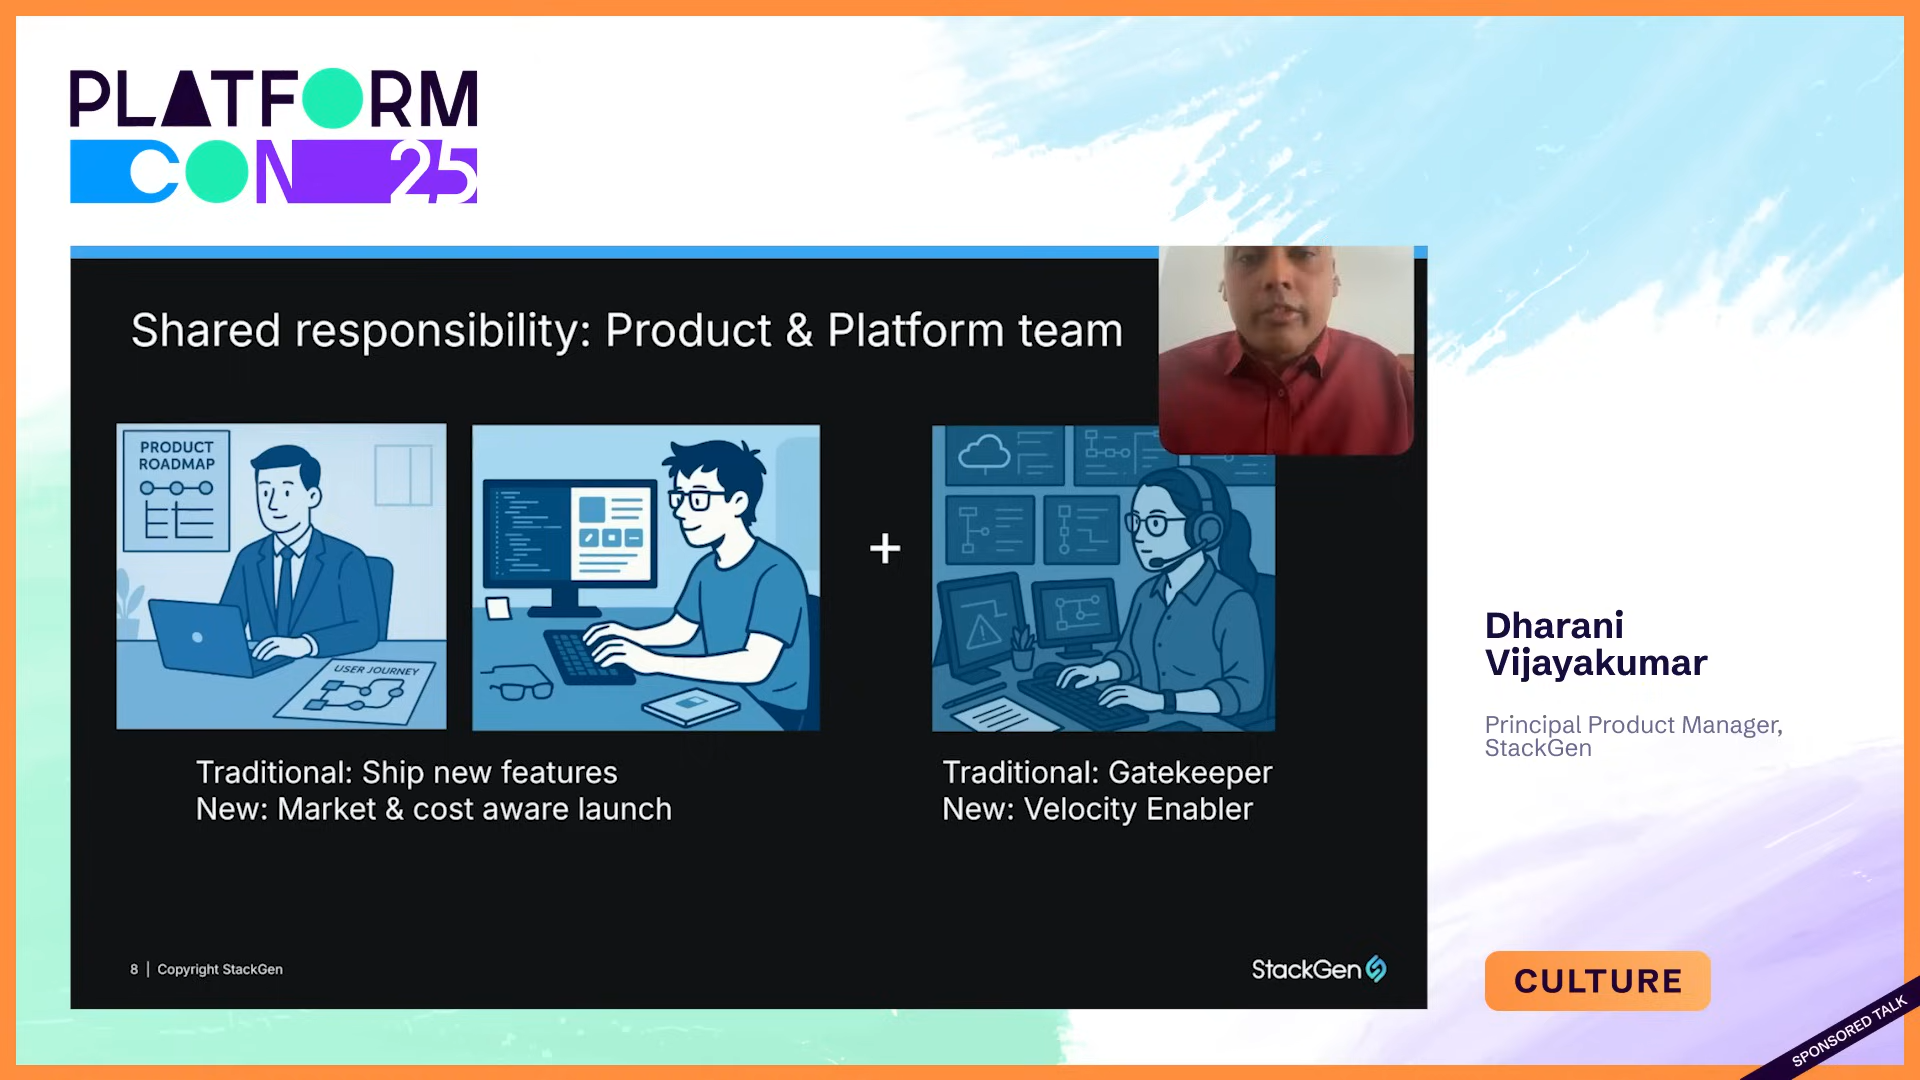 PLATFORM
CON 25
Shared responsibility: Product & Platform team
PRODUCT
ROADMAP
USER JOURNEY
+
Traditional: Ship new features
New: Market & cost aware launch
Traditional: Gatekeeper
New: Velocity Enabler
8 | Copyright StackGen
StackGen
Dharani
Vijayakumar
Principal Product Manager,
StackGen
CULTURE
SPONSORED TALK